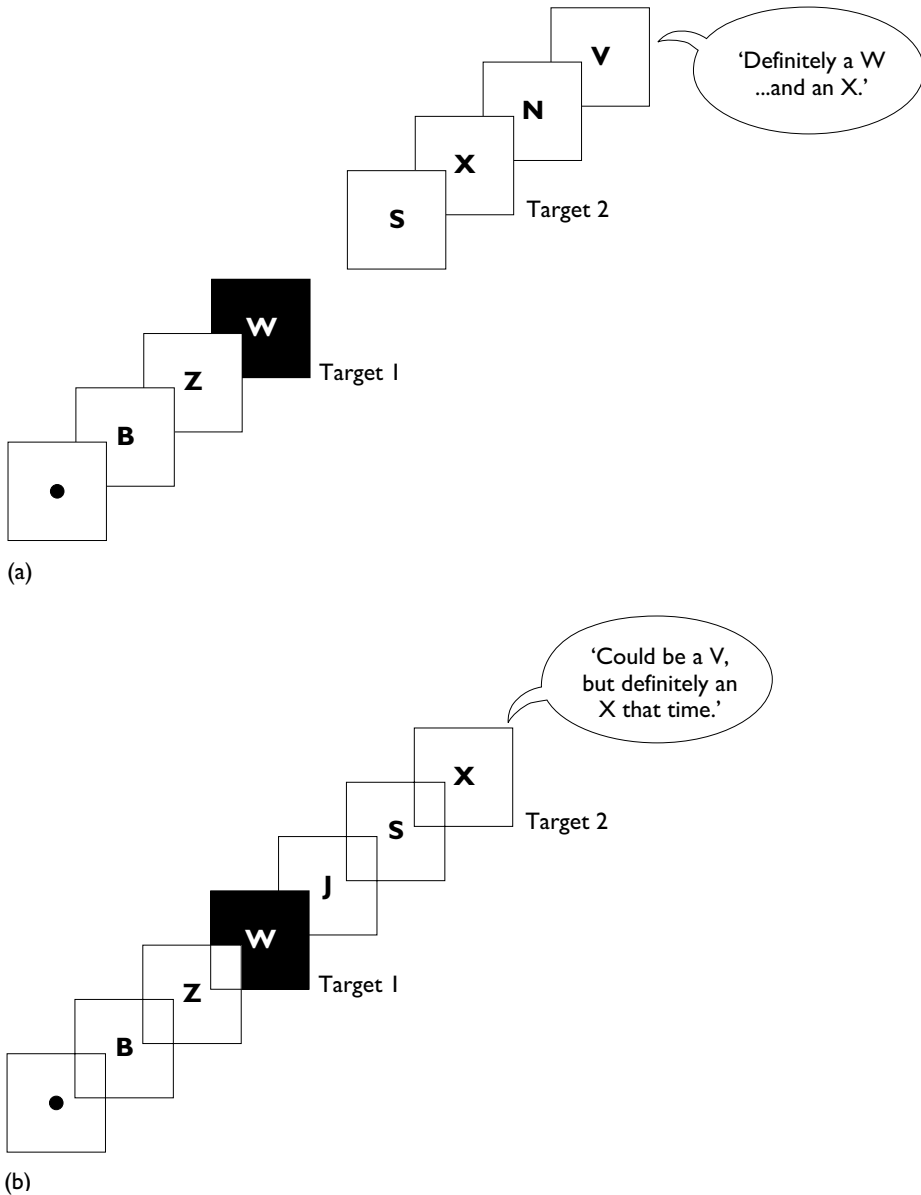 V
‘Definitely a W
...and an X.’
N
X
Target 2
S
W
Target 1
Z
B
(a)
‘Could be a V,
but definitely an
X that time.’
X
Target 2
S
J
W
Target 1
Z
B
(b)